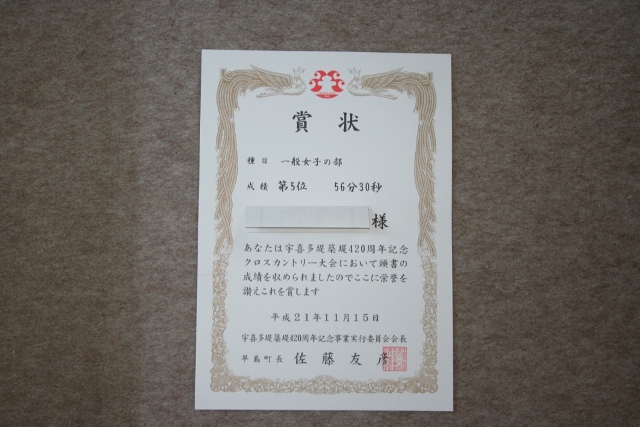 賞状
種目 一般女子の部
成績 第5位 56分30秒
様
あなたは宇喜多堤築堤420周年記念
クロスカントリー大会において頭書の
成績を収められましたのでここに栄誉を
讃えこれを賞します
平成21年11月15日
宇喜多堤築堤420周年記念事業実行委員会会長
早島町長 佐藤友彦